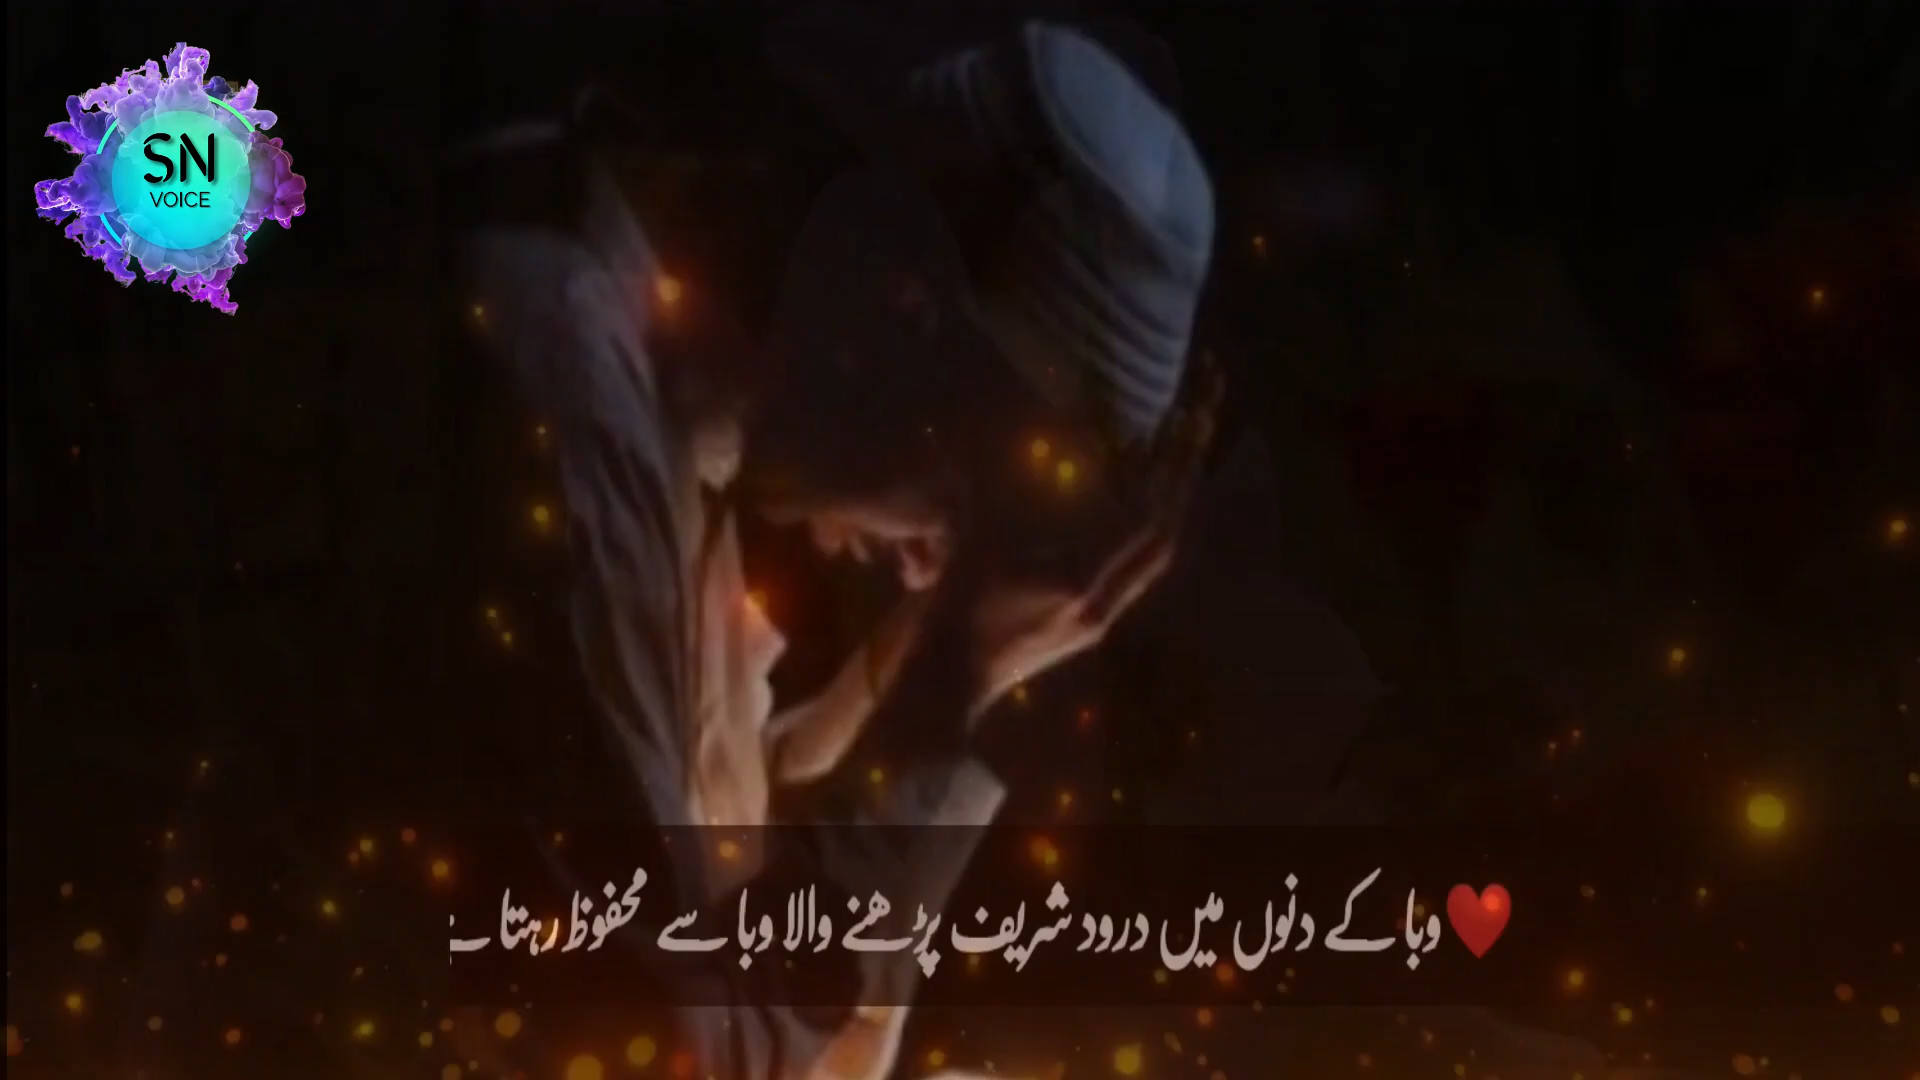 SN
VOICE
❤️ وبا کے دنوں میں درود شریف پڑھنے والا وبا سے محفوظ رہتا